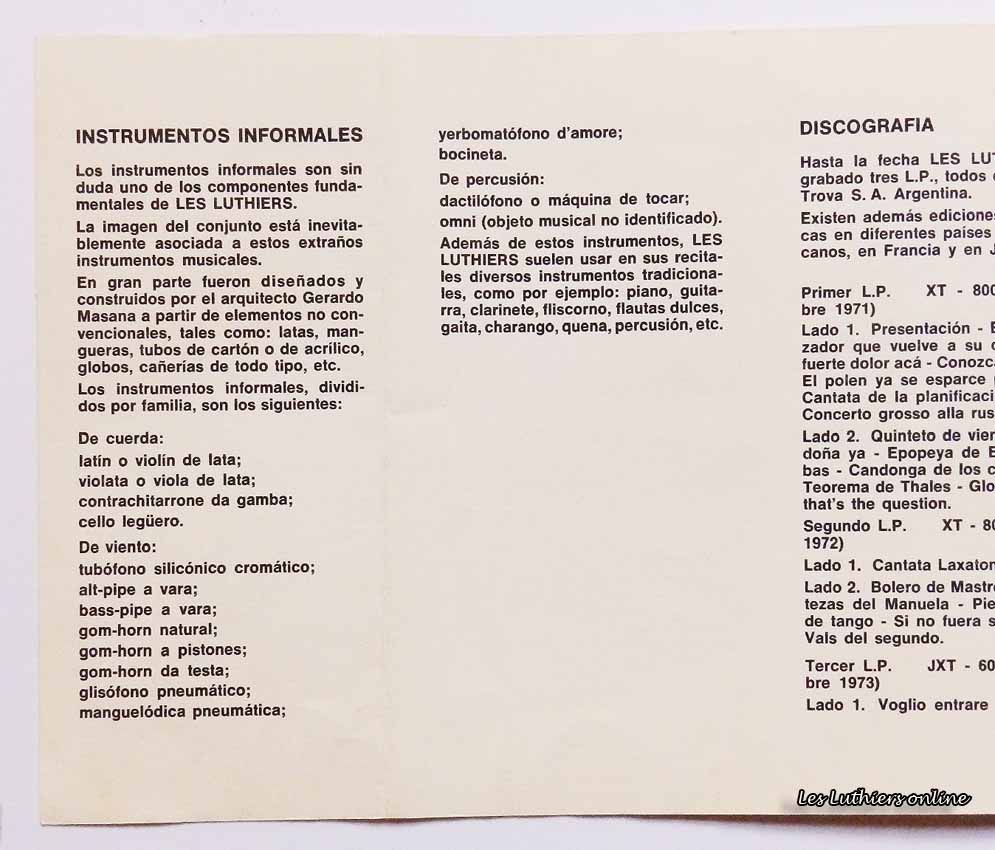 INSTRUMENTOS INFORMALES
Los instrumentos informales son sin
duda uno de los componentes funda-
mentales de LES LUTHIERS.
La imagen del conjunto está inevita-
blemente asociada a estos extraños
instrumentos musicales.
En gran parte fueron diseñados y
construidos por el arquitecto Gerardo
Masana a partir de elementos no con-
vencionales, tales como: latas, man-
gueras, tubos de cartón o de acrílico,
globos, cañerías de todo tipo, etc.
Los instrumentos informales, dividi-
dos por familia, son los siguientes:
De cuerda:
latín o violín de lata;
violata o viola de lata;
contrachitarrone da gamba;
cello legüero.
De viento:
tubófono silicónico cromático;
alt-pipe a vara;
bass-pipe a vara;
gom-horn natural;
gom-horn a pistones;
gom-horn da testa;
glisófono pneumático;
manguelódica pneumática;
yerbomatófono d'amore;
bocineta.
De percusión:
dactilófono o máquina de tocar;
omni (objeto musical no identificado).
Además de estos instrumentos, LES
LUTHIERS suelen usar en sus recita-
les diversos instrumentos tradiciona-
les, como por ejemplo: piano, guita-
rra, clarinete, fliscorno, flautas dulces,
gaita, charango, quena, percusión, etc.
DISCOGRAFIA
Hasta la fecha LES LUT
grabado tres L.P., todos
Trova S. A. Argentina.
Existen además ediciones
cas en diferentes países
canos, en Francia y en J
Primer L.P. XT - 800
bre 1971)
Lado 1. Presentación -
zador que vuelve a su
fuerte dolor acá - Conozca
El polen ya se esparce
Cantata de la planificaci
Concerto grosso alla rus
Lado 2. Quinteto de vien
doña ya - Epopeya de
bas - Candonga de los c
Teorema de Thales - Glo
that's the question.
Segundo L.P. XT - 80
1972)
Lado 1. Cantata Laxaton
Lado 2. Bolero de Mastro
tezas del Manuela - Pie
de tango - Si no fuera s
Vals del segundo.
Tercer L.P. JXT - 60
bre 1973)
Lado 1. Voglio entrare
Les Luthiers online